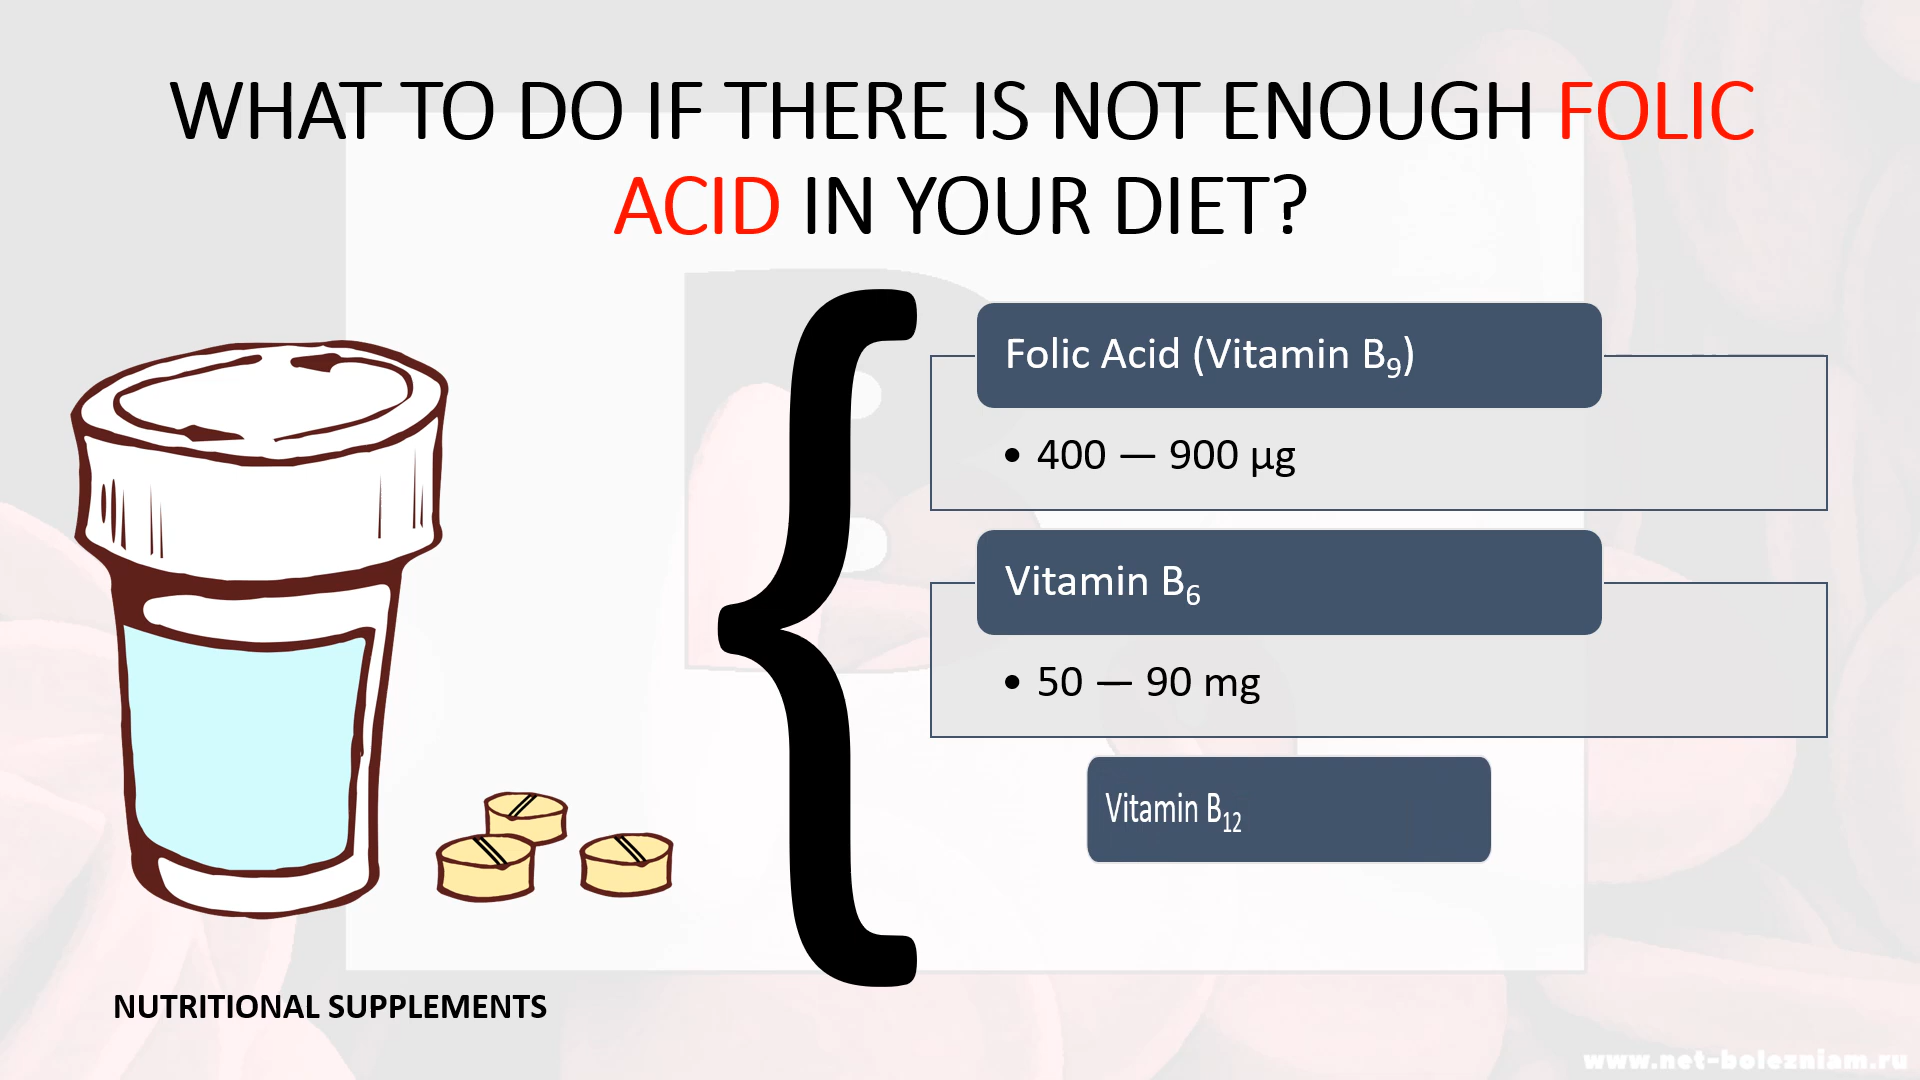 WHAT TO DO IF THERE IS NOT ENOUGH FOLIC
ACID IN YOUR DIET?
Folic Acid (Vitamin B₉)
• 400 — 900 µg
Vitamin B₆
• 50 — 90 mg
Vitamin B₁₂
NUTRITIONAL SUPPLEMENTS
www.net-bolezniam.ru